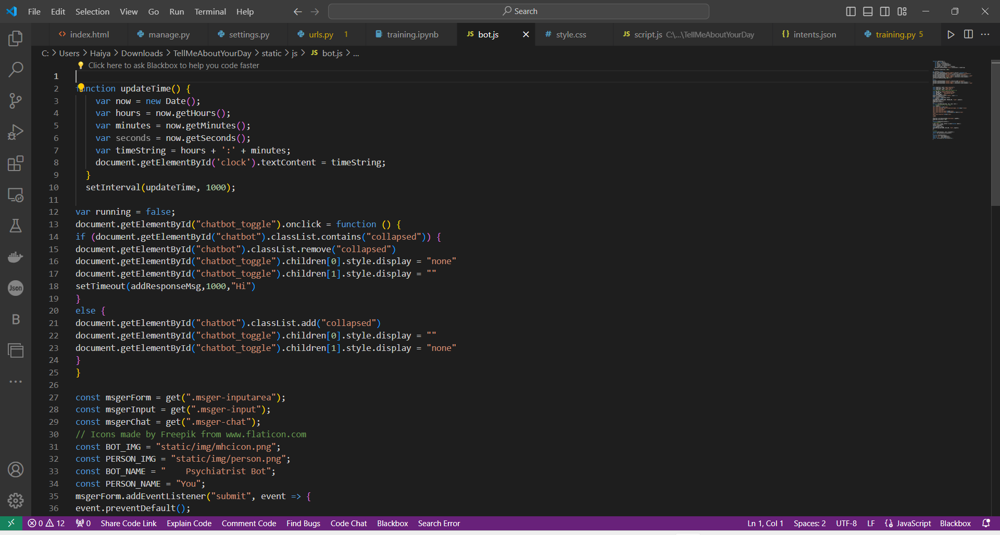 File Edit Selection View Go Run Terminal Help Search
index.html manage.py settings.py urls.py 1 training.ipynb JS bot.js # style.css JS script.js C:\...\TellMeAboutYourDay {} intents.json training.py 5
C: > Users > Haiya > Downloads > TellMeAboutYourDay > static > js > JS bot.js > ...
Click here to ask Blackbox to help you code faster
1
2 function updateTime() {
3 var now = new Date();
4 var hours = now.getHours();
5 var minutes = now.getMinutes();
6 var seconds = now.getSeconds();
7 var timeString = hours + ':' + minutes;
8 document.getElementById('clock').textContent = timeString;
9 }
10 setInterval(updateTime, 1000);
11
12 var running = false;
13 document.getElementById("chatbot_toggle").onclick = function () {
14 if (document.getElementById("chatbot").classList.contains("collapsed")) {
15 document.getElementById("chatbot").classList.remove("collapsed")
16 document.getElementById("chatbot_toggle").children[0].style.display = "none"
17 document.getElementById("chatbot_toggle").children[1].style.display = ""
18 setTimeout(addResponseMsg,1000,"Hi")
19 }
20 else {
21 document.getElementById("chatbot").classList.add("collapsed")
22 document.getElementById("chatbot_toggle").children[0].style.display = ""
23 document.getElementById("chatbot_toggle").children[1].style.display = "none"
24 }
25 }
26
27 const msgerForm = get(".msger-inputarea");
28 const msgerInput = get(".msger-input");
29 const msgerChat = get(".msger-chat");
30 // Icons made by Freepik from www.flaticon.com
31 const BOT_IMG = "static/img/mhcicon.png";
32 const PERSON_IMG = "static/img/person.png";
33 const BOT_NAME = "    Psychiatrist Bot";
34 const PERSON_NAME = "You";
35 msgerForm.addEventListener("submit", event => {
36 event.preventDefault();
Json
B
0 12 0 Share Code Link Explain Code Comment Code Find Bugs Code Chat Blackbox Search Error Ln 1, Col 1 Spaces: 2 UTF-8 LF {} JavaScript Blackbox